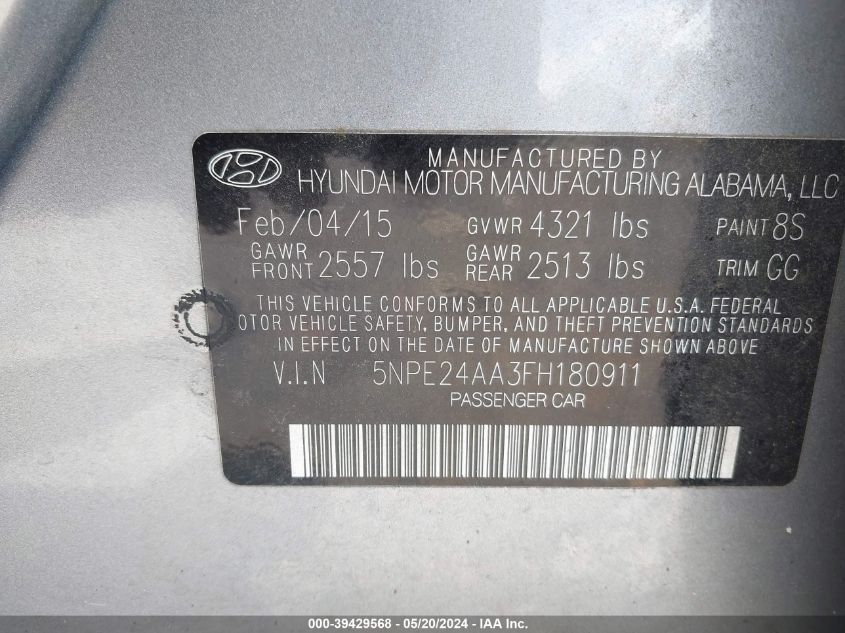 MANUFACTURED BY
HYUNDAI MOTOR MANUFACTURING ALABAMA, LLC
Feb/04/15 GVWR 4321 lbs PAINT 8S
GAWR FRONT 2557 lbs GAWR REAR 2513 lbs TRIM GG
THIS VEHICLE CONFORMS TO ALL APPLICABLE U.S.A. FEDERAL
OTOR VEHICLE SAFETY, BUMPER, AND THEFT PREVENTION STANDARDS
IN EFFECT ON THE DATE OF MANUFACTURE SHOWN ABOVE
V.I.N 5NPE24AA3FH180911
PASSENGER CAR
000-39429568 - 05/20/2024 - IAA Inc.